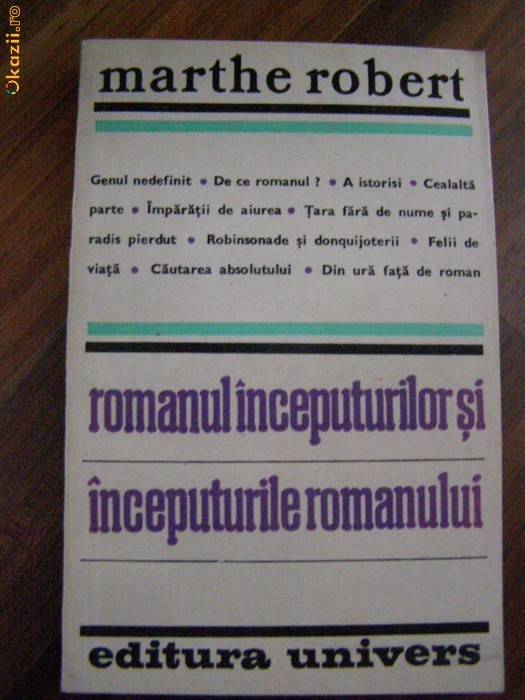 Okazii.ro
marthe robert
Genul nedefinit • De ce romanul ? • A istorisi • Cealaltă
parte • Împărății de aiurea • Țara fără de nume și pa-
radis pierdut • Robinsonade și donquijoterii • Felii de
viață • Căutarea absolutului • Din ură față de roman
romanul începuturilor și
începuturile romanului
editura univers